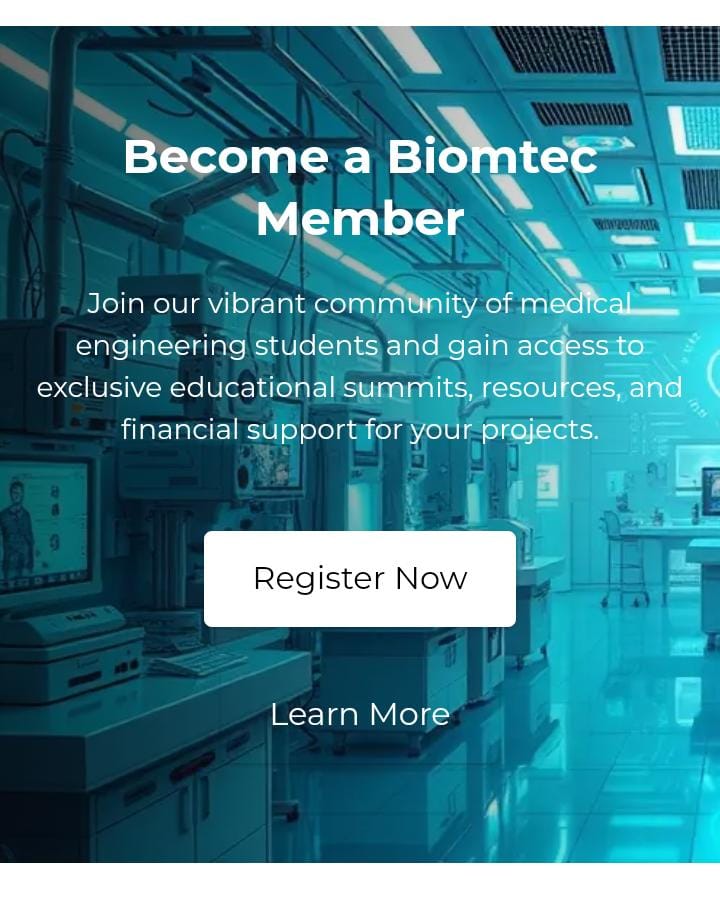 Become a Biomtec
Member
Join our vibrant community of medical
engineering students and gain access to
exclusive educational summits, resources, and
financial support for your projects.
Register Now
Learn More